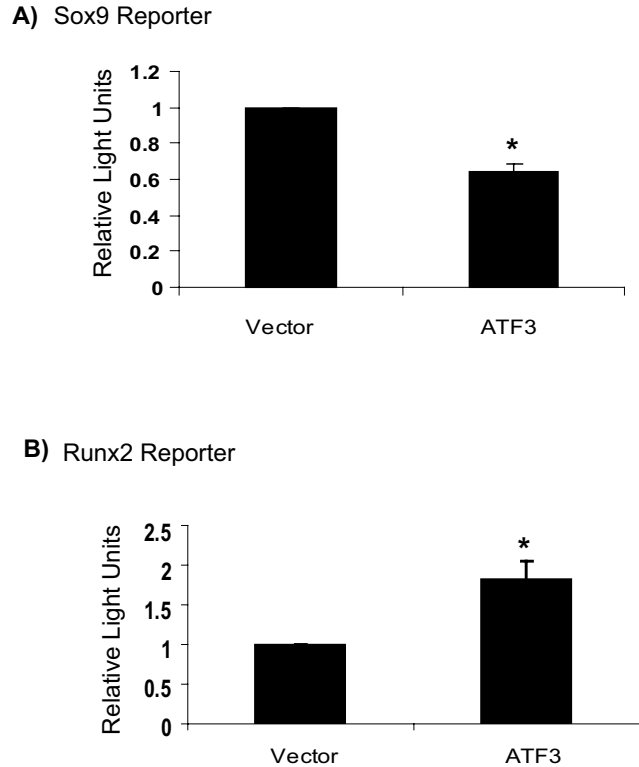 A) Sox9 Reporter
Relative Light Units
1.2
1
0.8
0.6
0.4
0.2
0
*
Vector
ATF3
B) Runx2 Reporter
Relative Light Units
2.5
2
1.5
1
0.5
0
*
Vector
ATF3